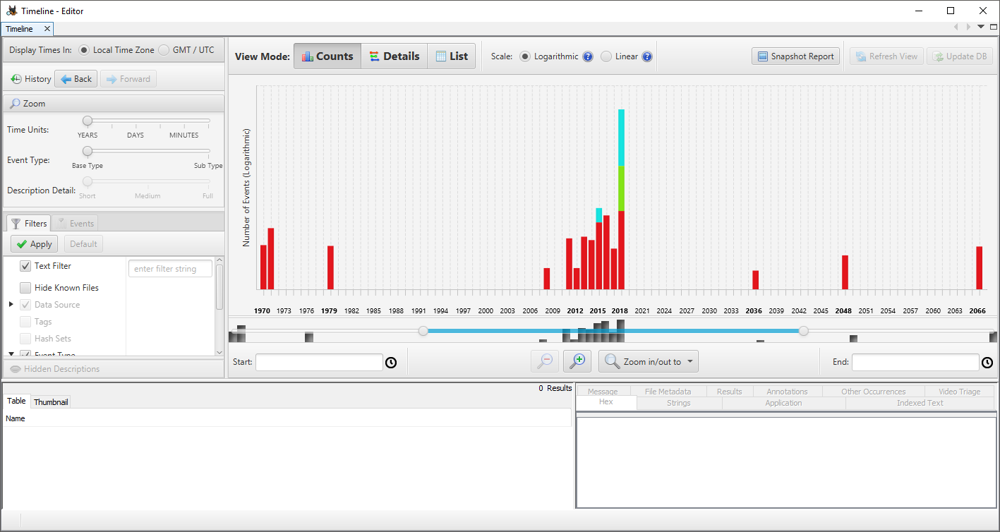 Timeline - Editor
Timeline
Display Times In: Local Time Zone GMT / UTC
History Back Forward
Zoom
Time Units:
YEARS DAYS MINUTES
Event Type:
Base Type Sub Type
Description Detail:
Short Medium Full
Filters Events
Apply Default
Text Filter enter filter string
Hide Known Files
Data Source
Tags
Hash Sets
Event Type
Hidden Descriptions
View Mode: Counts Details List Scale: Logarithmic Linear Snapshot Report Refresh View Update DB
Number of Events (Logarithmic)
1970 1973 1976 1979 1982 1985 1988 1991 1994 1997 2000 2003 2006 2009 2012 2015 2018 2021 2024 2027 2030 2033 2036 2039 2042 2045 2048 2051 2054 2057 2060 2063 2066
Start: Zoom in/out to End:
0 Results
Table Thumbnail
Name
Message File Metadata Results Annotations Other Occurrences Video Triage
Hex Strings Application Indexed Text